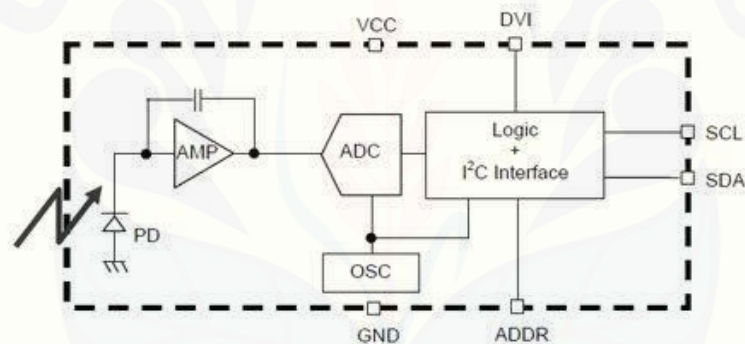 VCC
DVI
AMP
ADC
Logic
+
I²C Interface
SCL
SDA
PD
OSC
GND
ADDR